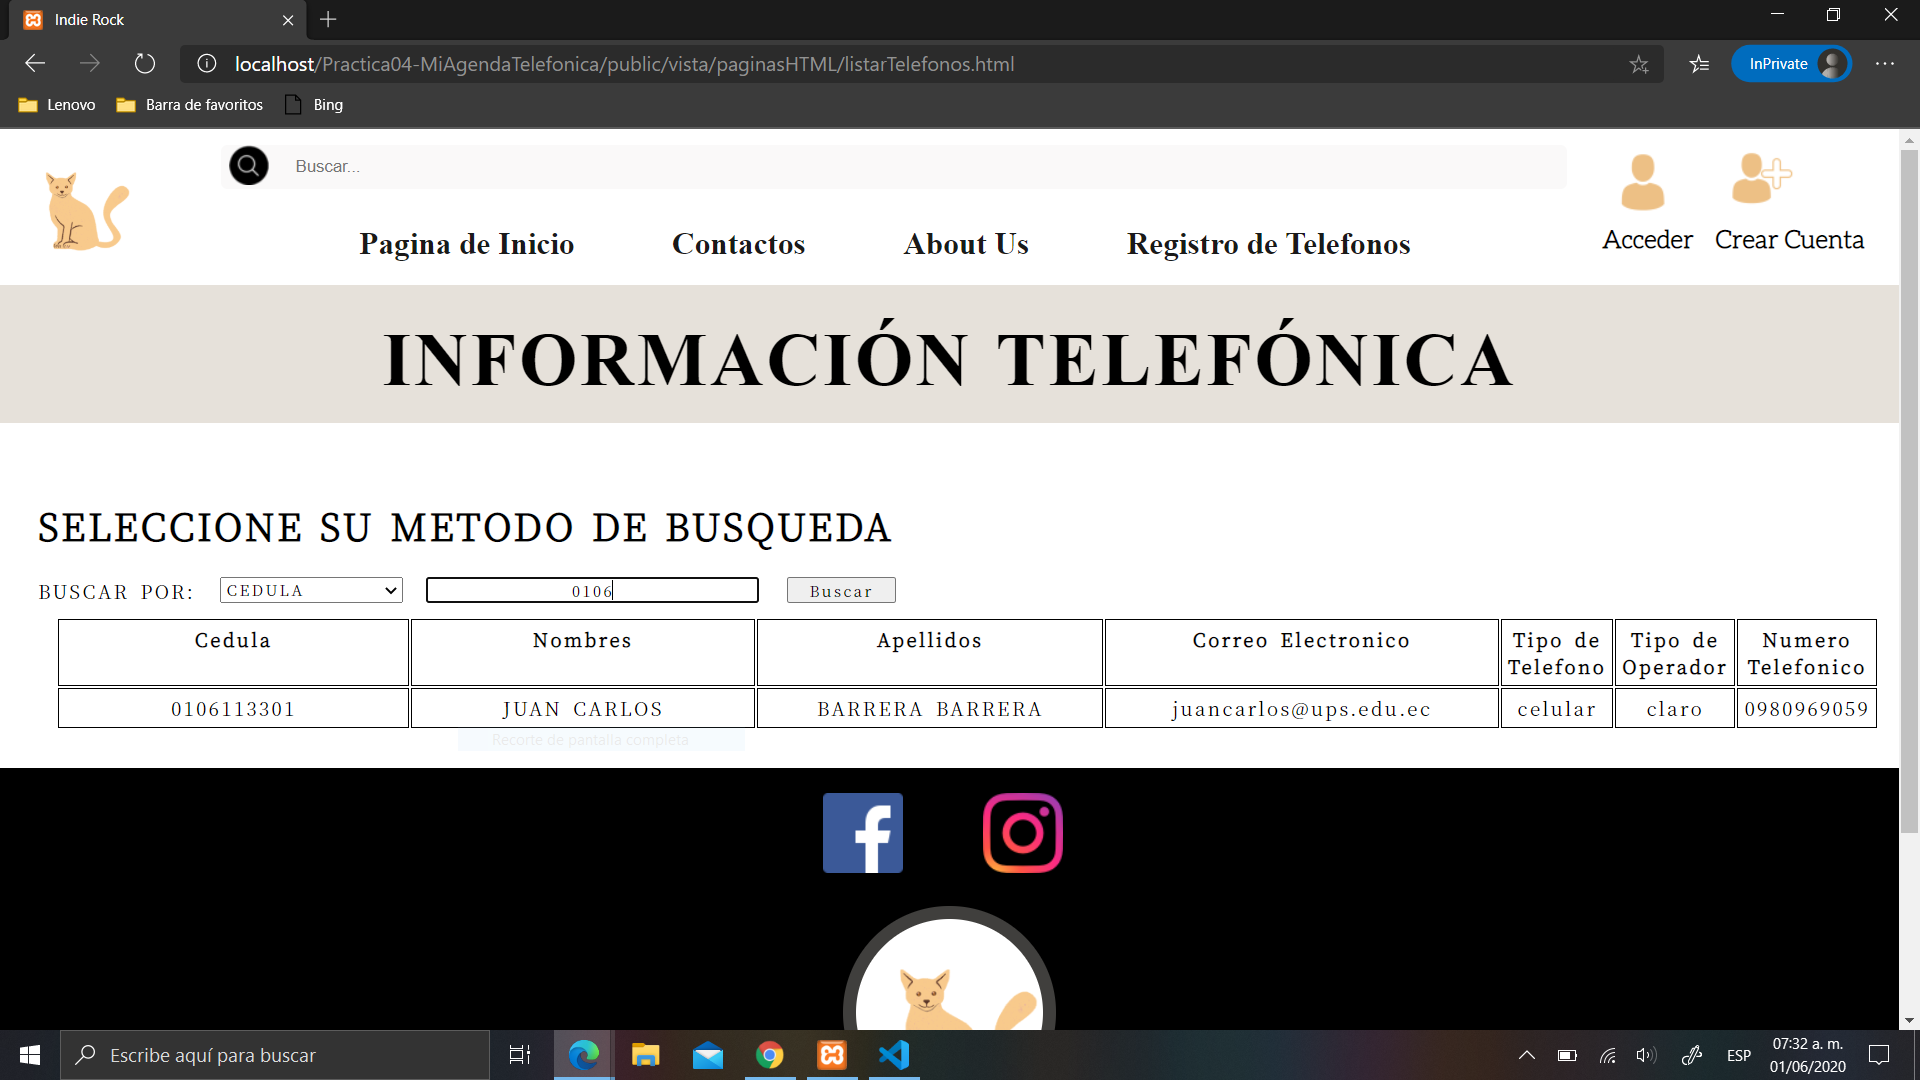 Indie Rock
localhost/Practica04-MiAgendaTelefonica/public/vista/paginasHTML/listarTelefonos.html
InPrivate
Lenovo Barra de favoritos Bing
Buscar...
Pagina de Inicio Contactos About Us Registro de Telefonos
Acceder Crear Cuenta
INFORMACIÓN TELEFÓNICA
SELECCIONE SU METODO DE BUSQUEDA
BUSCAR POR: CEDULA 0106 Buscar
Cedula Nombres Apellidos Correo Electronico Tipo de Telefono Tipo de Operador Numero Telefonico
0106113301 JUAN CARLOS BARRERA BARRERA juancarlos@ups.edu.ec celular claro 0980969059
Recorte de pantalla completa
Escribe aquí para buscar
ESP
07:32 a. m.
01/06/2020